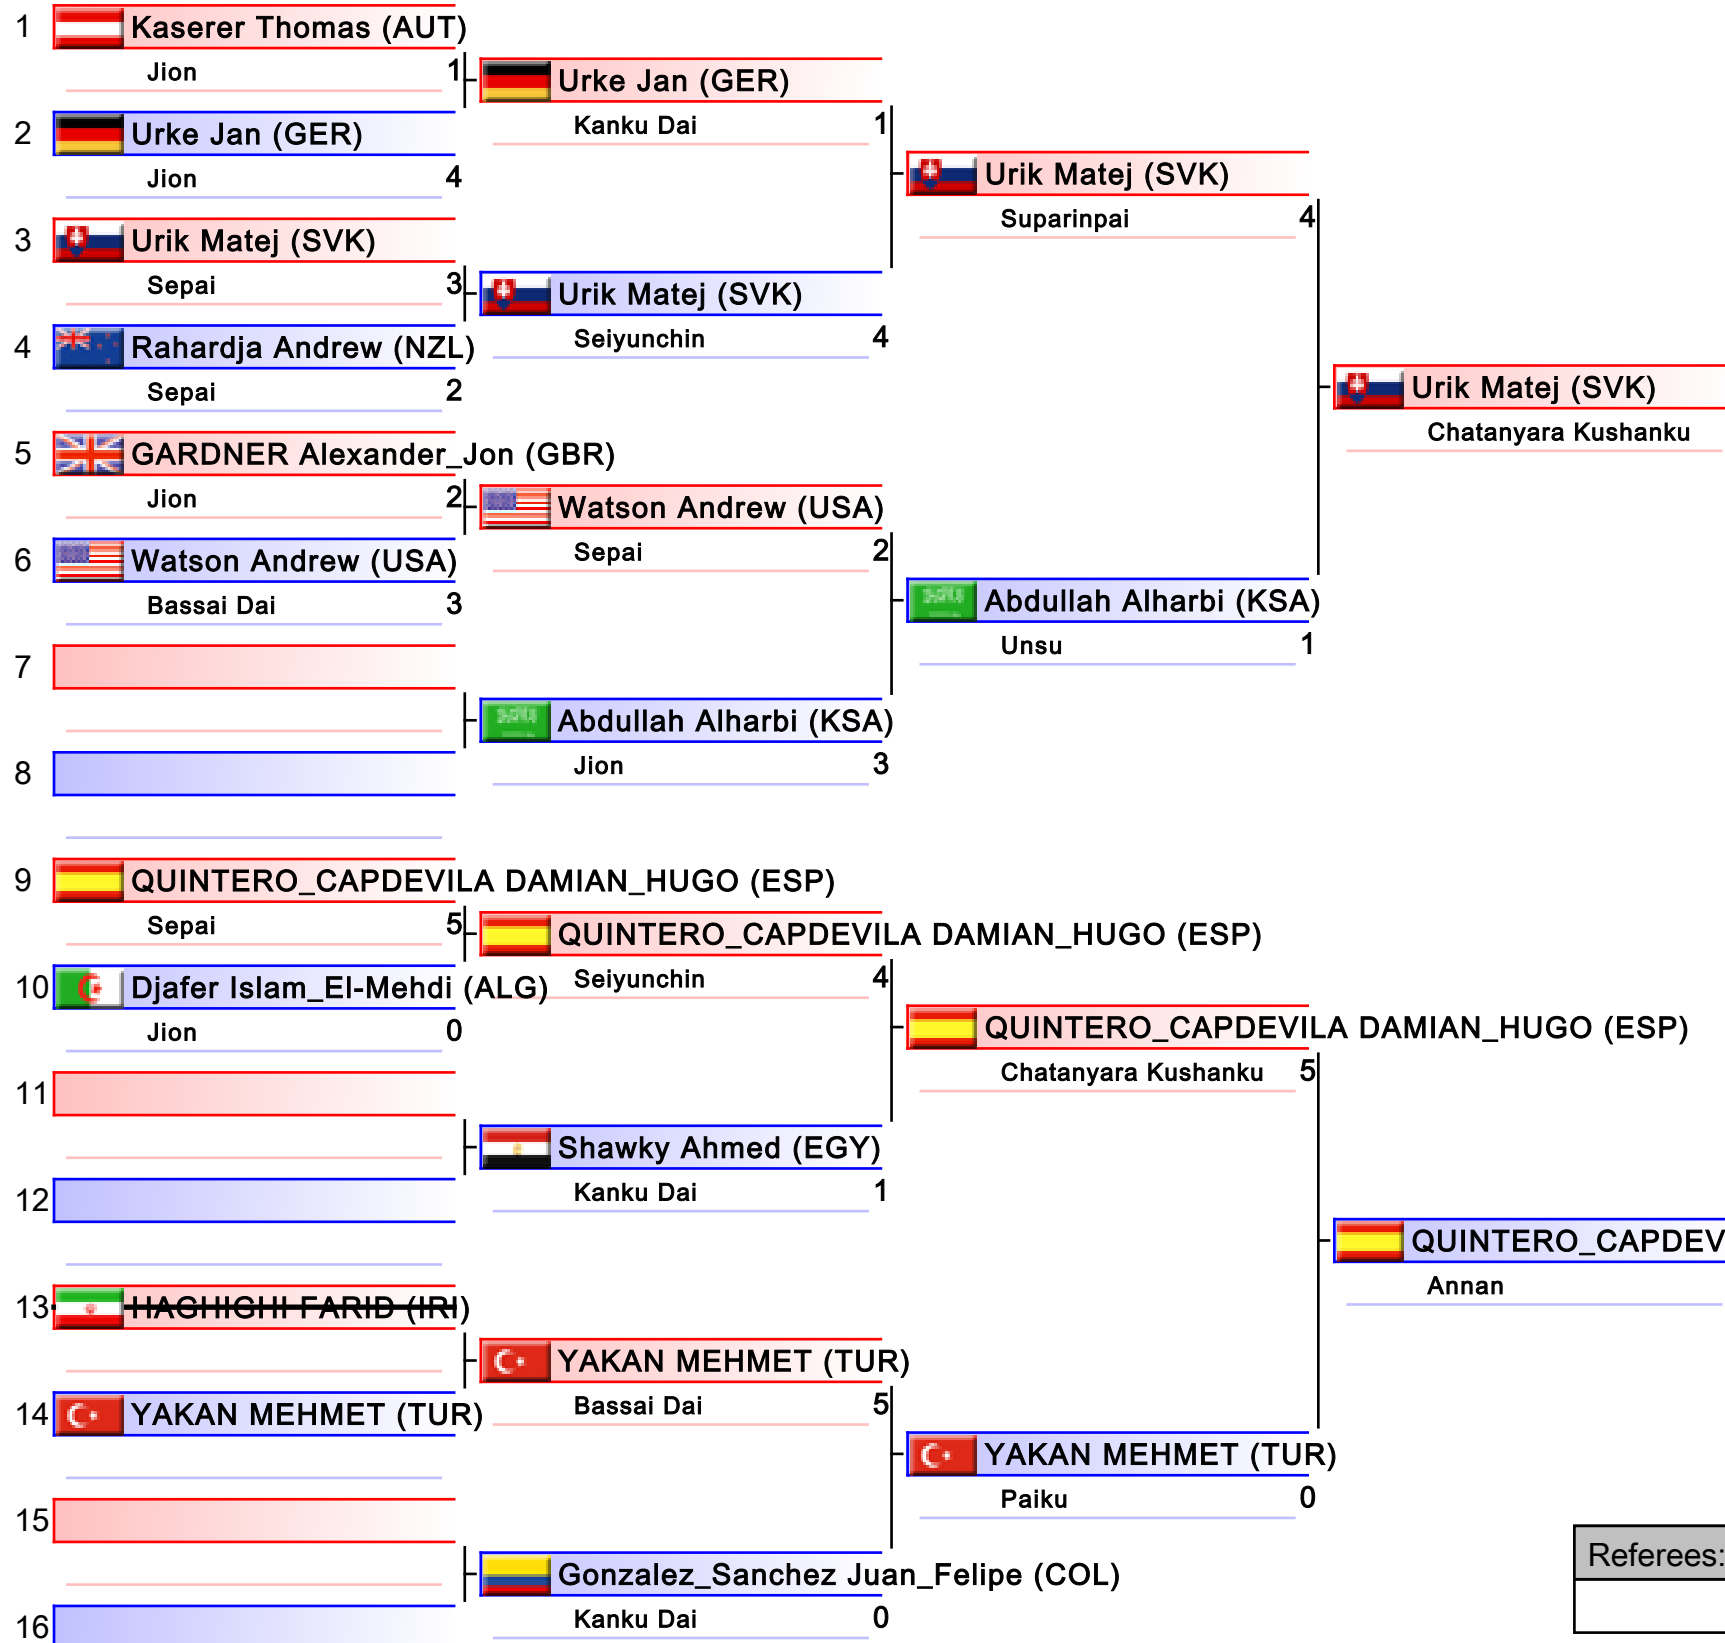 1 Kaserer Thomas (AUT)
Jion 1
Urke Jan (GER)
Kanku Dai 1
2 Urke Jan (GER)
Jion 4
Urik Matej (SVK)
Suparinpai 4
3 Urik Matej (SVK)
Sepai 3
Urik Matej (SVK)
Seiyunchin 4
4 Rahardja Andrew (NZL)
Sepai 2
Urik Matej (SVK)
Chatanyara Kushanku
5 GARDNER Alexander_Jon (GBR)
Jion 2
Watson Andrew (USA)
Sepai 2
6 Watson Andrew (USA)
Bassai Dai 3
Abdullah Alharbi (KSA)
Unsu 1
7
Abdullah Alharbi (KSA)
Jion 3
8
9 QUINTERO_CAPDEVILA DAMIAN_HUGO (ESP)
Sepai 5
QUINTERO_CAPDEVILA DAMIAN_HUGO (ESP)
Seiyunchin 4
10 Djafer Islam_El-Mehdi (ALG)
Jion 0
QUINTERO_CAPDEVILA DAMIAN_HUGO (ESP)
Chatanyara Kushanku 5
11
Shawky Ahmed (EGY)
Kanku Dai 1
12
QUINTERO_CAPDEV
Annan
13 HAGHIGHI FARID (IRI)
YAKAN MEHMET (TUR)
Bassai Dai 5
14 YAKAN MEHMET (TUR)
YAKAN MEHMET (TUR)
Paiku 0
15
Gonzalez_Sanchez Juan_Felipe (COL)
Kanku Dai 0
16
Referees: